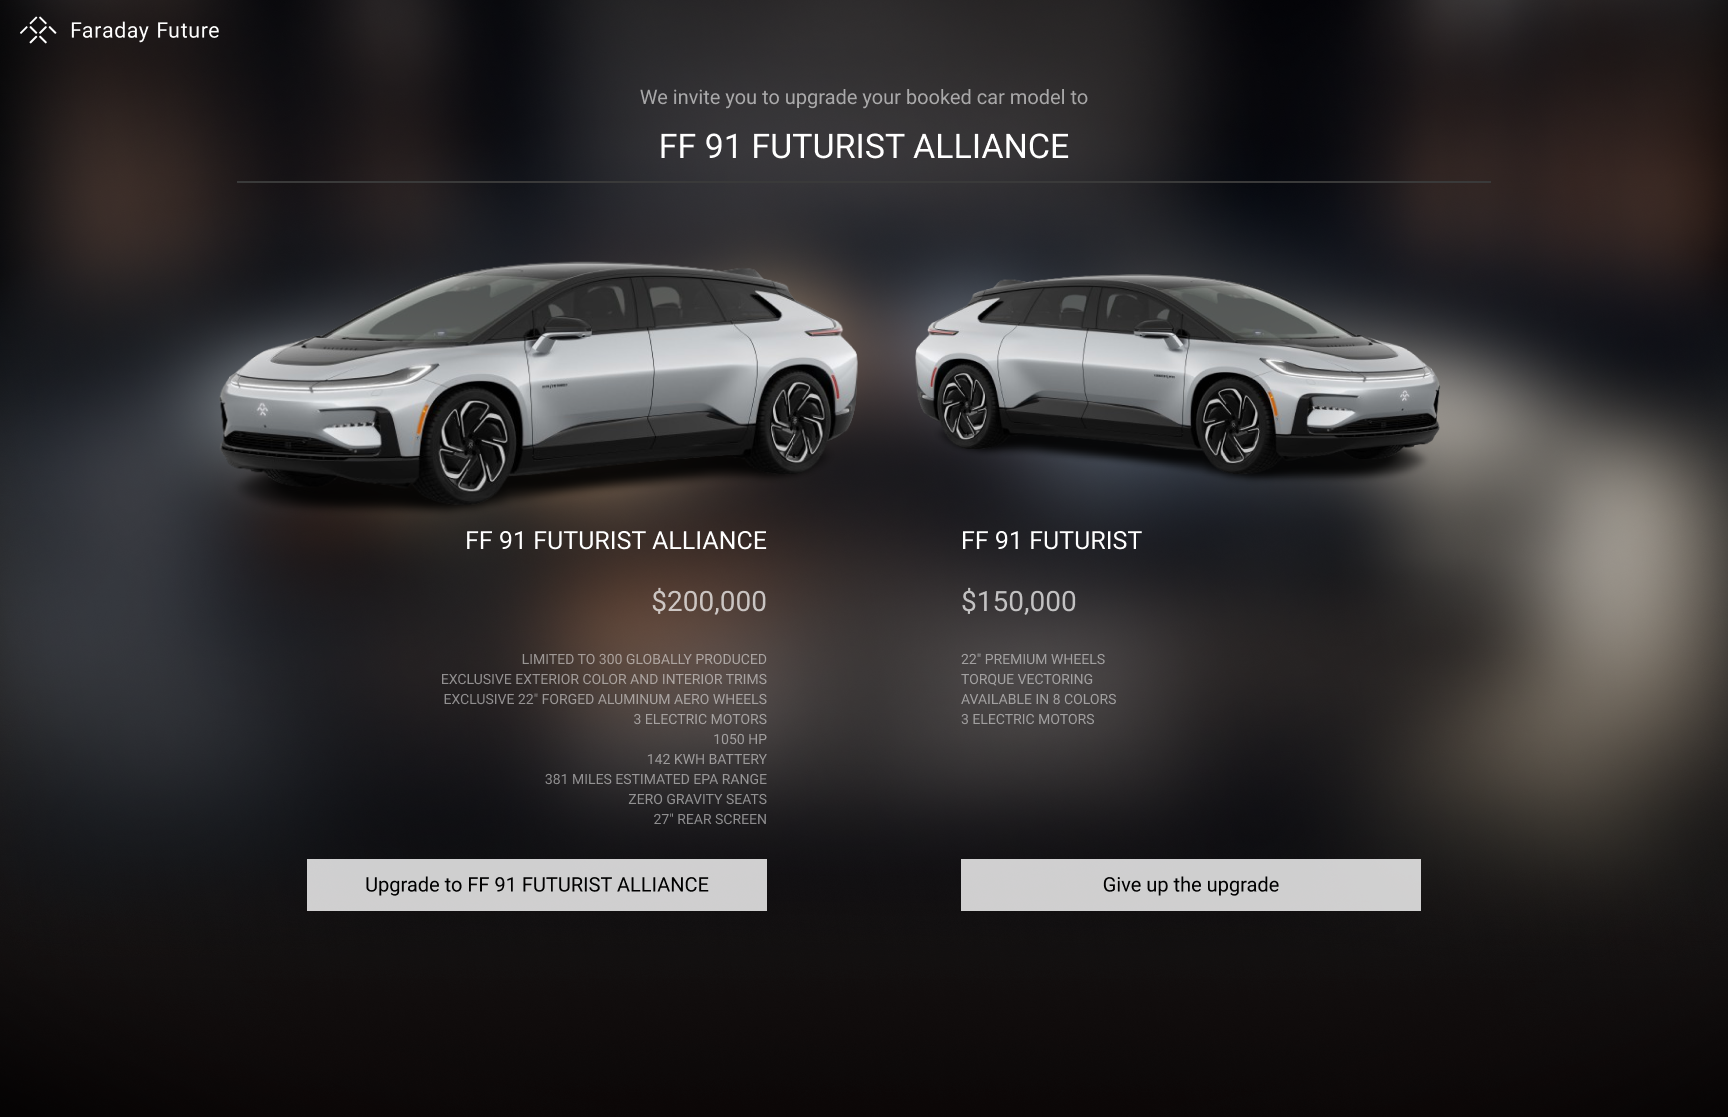 Faraday Future
We invite you to upgrade your booked car model to
FF 91 FUTURIST ALLIANCE
FF 91 FUTURIST ALLIANCE
$200,000
LIMITED TO 300 GLOBALLY PRODUCED
EXCLUSIVE EXTERIOR COLOR AND INTERIOR TRIMS
EXCLUSIVE 22" FORGED ALUMINUM AERO WHEELS
3 ELECTRIC MOTORS
1050 HP
142 KWH BATTERY
381 MILES ESTIMATED EPA RANGE
ZERO GRAVITY SEATS
27" REAR SCREEN
Upgrade to FF 91 FUTURIST ALLIANCE
FF 91 FUTURIST
$150,000
22" PREMIUM WHEELS
TORQUE VECTORING
AVAILABLE IN 8 COLORS
3 ELECTRIC MOTORS
Give up the upgrade